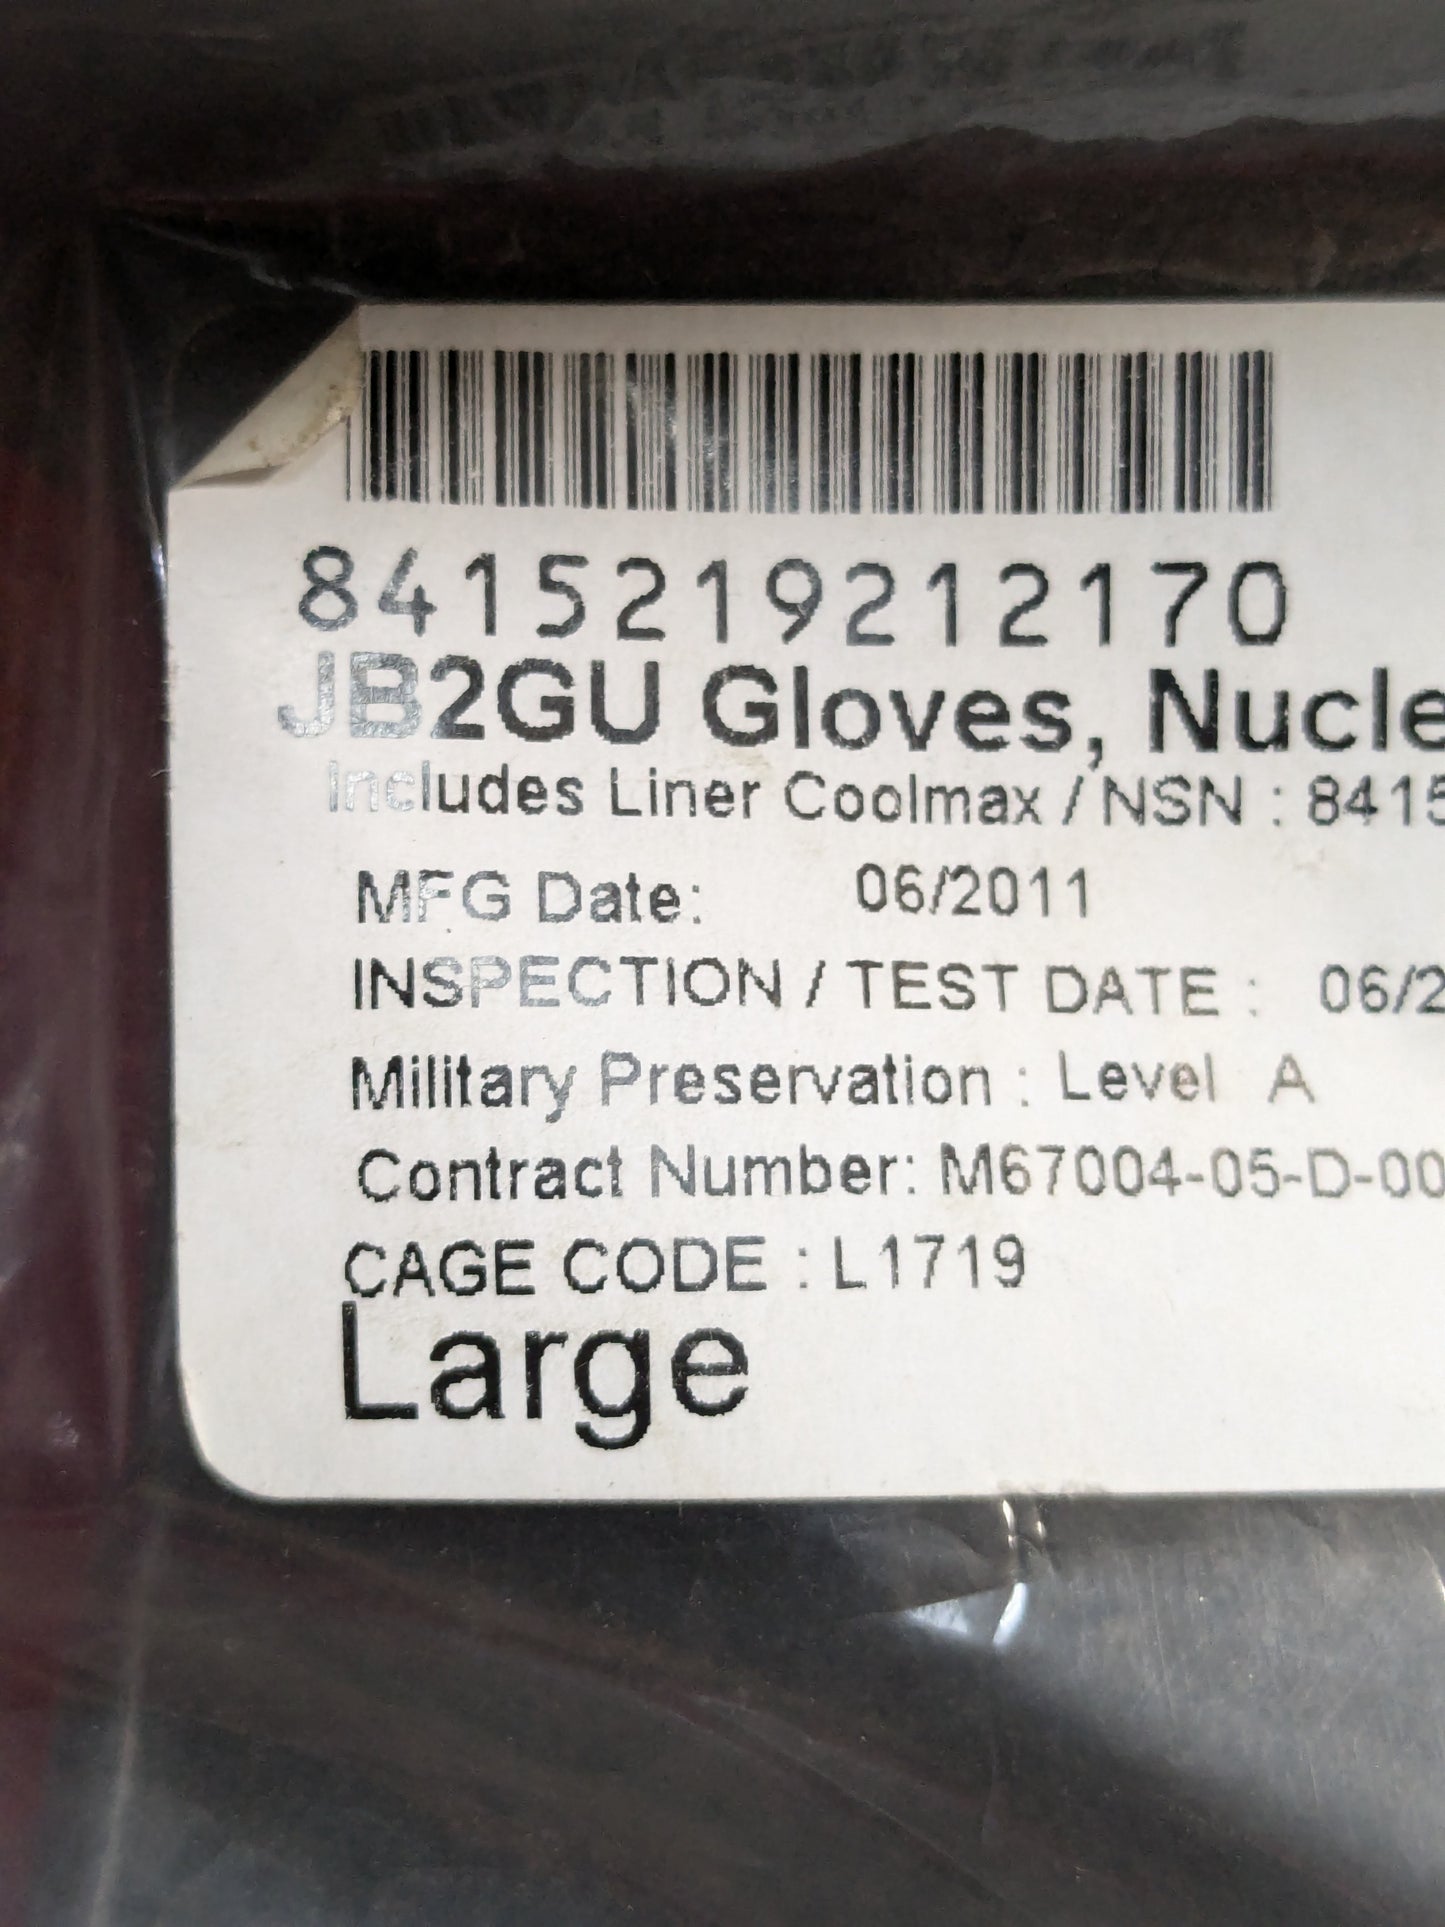 8415219212170
JB2GU Gloves, Nucle
Includes Liner Coolmax / NSN : 8415
MFG Date: 06/2011
INSPECTION / TEST DATE : 06/2
Military Preservation : Level A
Contract Number: M67004-05-D-00
CAGE CODE : L1719
Large